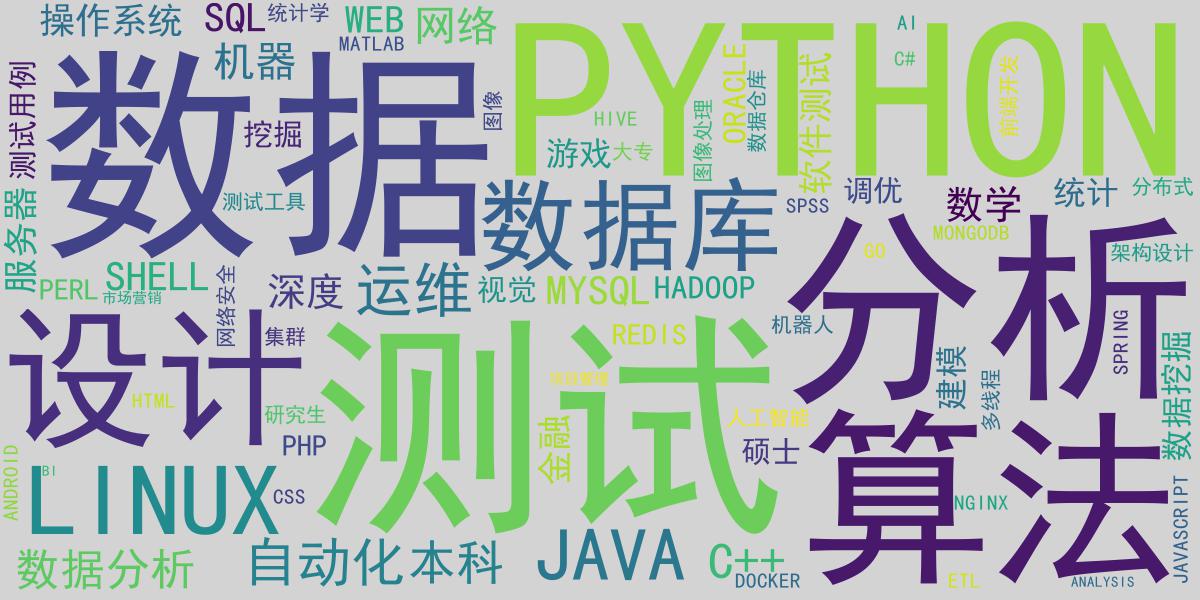 操作系统
SQL
统计学
WEB
网络
MATLAB
机器
PYTHON
AI
C#
测试用例
数据
挖掘
图像
HIVE
游戏
大专
图像处理
ORACLE
数据仓库
软件测试
前端开发
服务器
测试工具
数据库
SPSS
调优
数学
统计
分布式
MONGODB
PERL
SHELL
市场营销
网络安全
深度
运维
视觉
MYSQL
HADOOP
分析
GO
架构设计
设计
集群
测试
REDIS
机器人
建模
多线程
SPRING
数据挖掘
HTML
研究生
PHP
项目管理
金融
人工智能
硕士
算法
ANDROID
BI
LINUX
CSS
NGINX
JAVASCRIPT
数据分析
自动化
本科
JAVA
C++
DOCKER
ETL
ANALYSIS